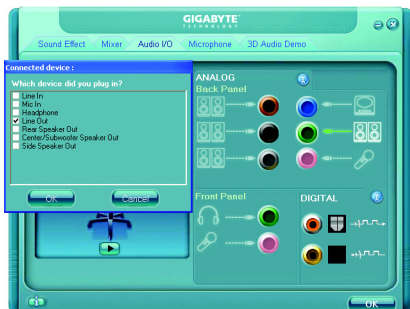 GIGABYTE
TECHNOLOGY
Sound Effect Mixer Audio I/O Microphone 3D Audio Demo
Connected device :
Which device did you plug in?
Line In
Mic In
Headphone
Line Out
Rear Speaker Out
Center/Subwoofer Speaker Out
Side Speaker Out
OK Cancel
ANALOG
Back Panel
Front Panel
DIGITAL
OK